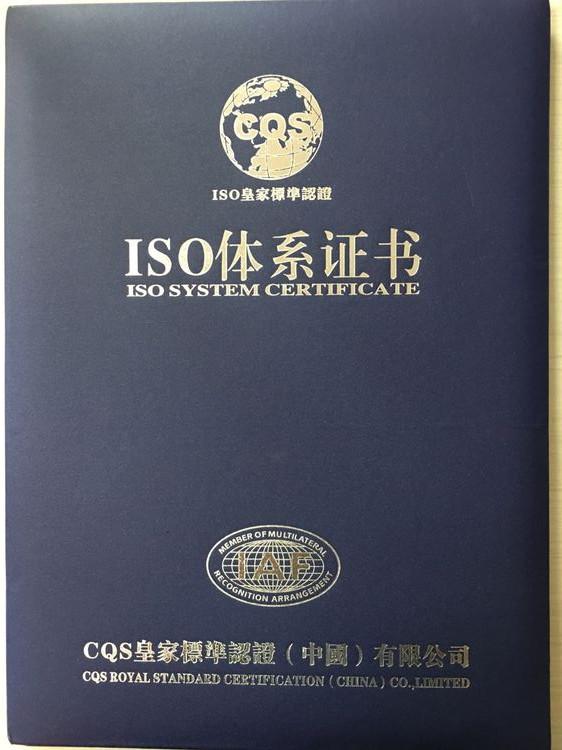 CQS
ISO皇家標準認證
ISO体系证书
ISO SYSTEM CERTIFICATE
MEMBER OF MULTILATERAL
IAF
RECOGNITION ARRANGEMENT
CQS皇家標準認證(中國)有限公司
CQS ROYAL STANDARD CERTIFICATION(CHINA)CO.,LIMITED